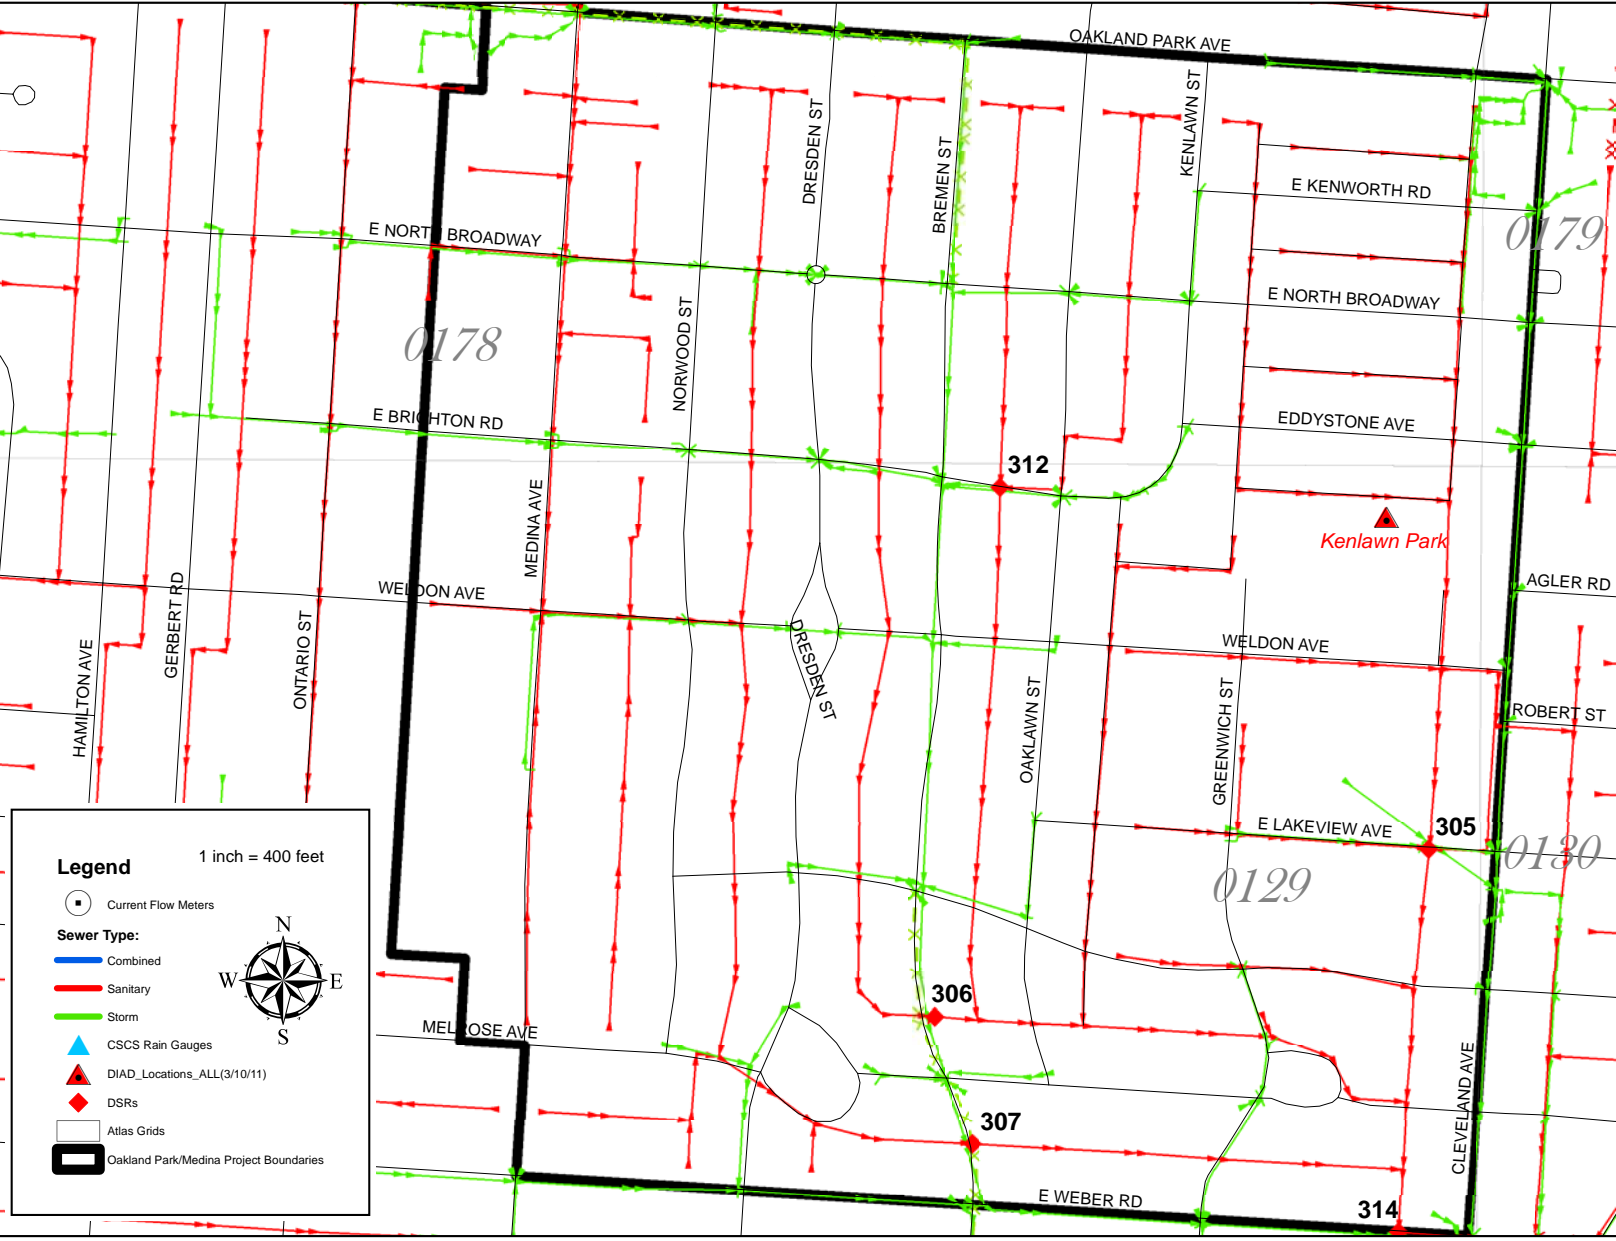 OAKLAND PARK AVE
KENLAWN ST
DRESDEN ST
BREMEN ST
E KENWORTH RD
0179
E NORTH BROADWAY
E NORTH BROADWAY
NORWOOD ST
0178
E BRIGHTON RD
EDDYSTONE AVE
312
MEDINA AVE
Kenlawn Park
WELDON AVE
AGLER RD
GERBERT RD
ONTARIO ST
HAMILTON AVE
DRESDEN ST
WELDON AVE
OAKLAWN ST
GREENWICH ST
ROBERT ST
E LAKEVIEW AVE
305
0130
0129
306
MELROSE AVE
307
CLEVELAND AVE
E WEBER RD
314
Legend
1 inch = 400 feet
Current Flow Meters
Sewer Type:
Combined
Sanitary
Storm
CSCS Rain Gauges
DIAD_Locations_ALL(3/10/11)
DSRs
Atlas Grids
Oakland Park/Medina Project Boundaries
N
W
E
S